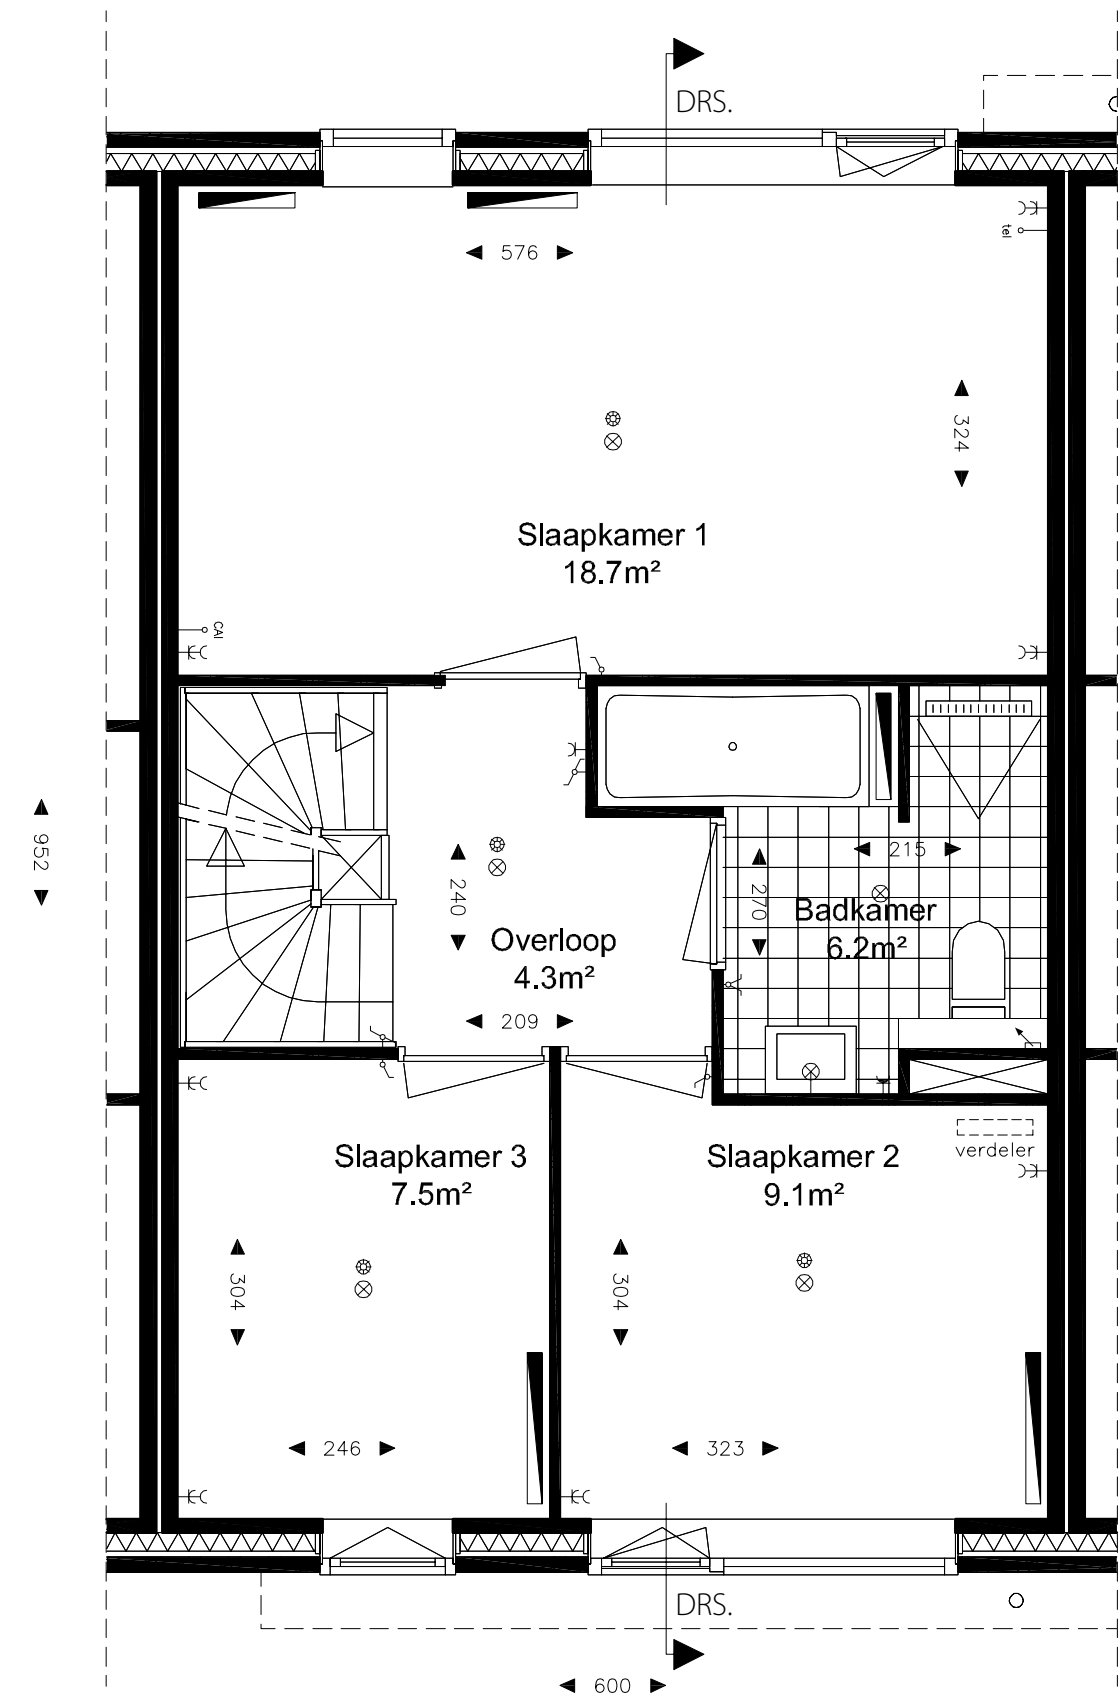 DRS.
tel
576
324
Slaapkamer 1
18.7m²
CAI
952
240
270
215
Badkamer
6.2m²
Overloop
4.3m²
209
verdeler
Slaapkamer 3
7.5m²
Slaapkamer 2
9.1m²
304
304
246
323
DRS.
600